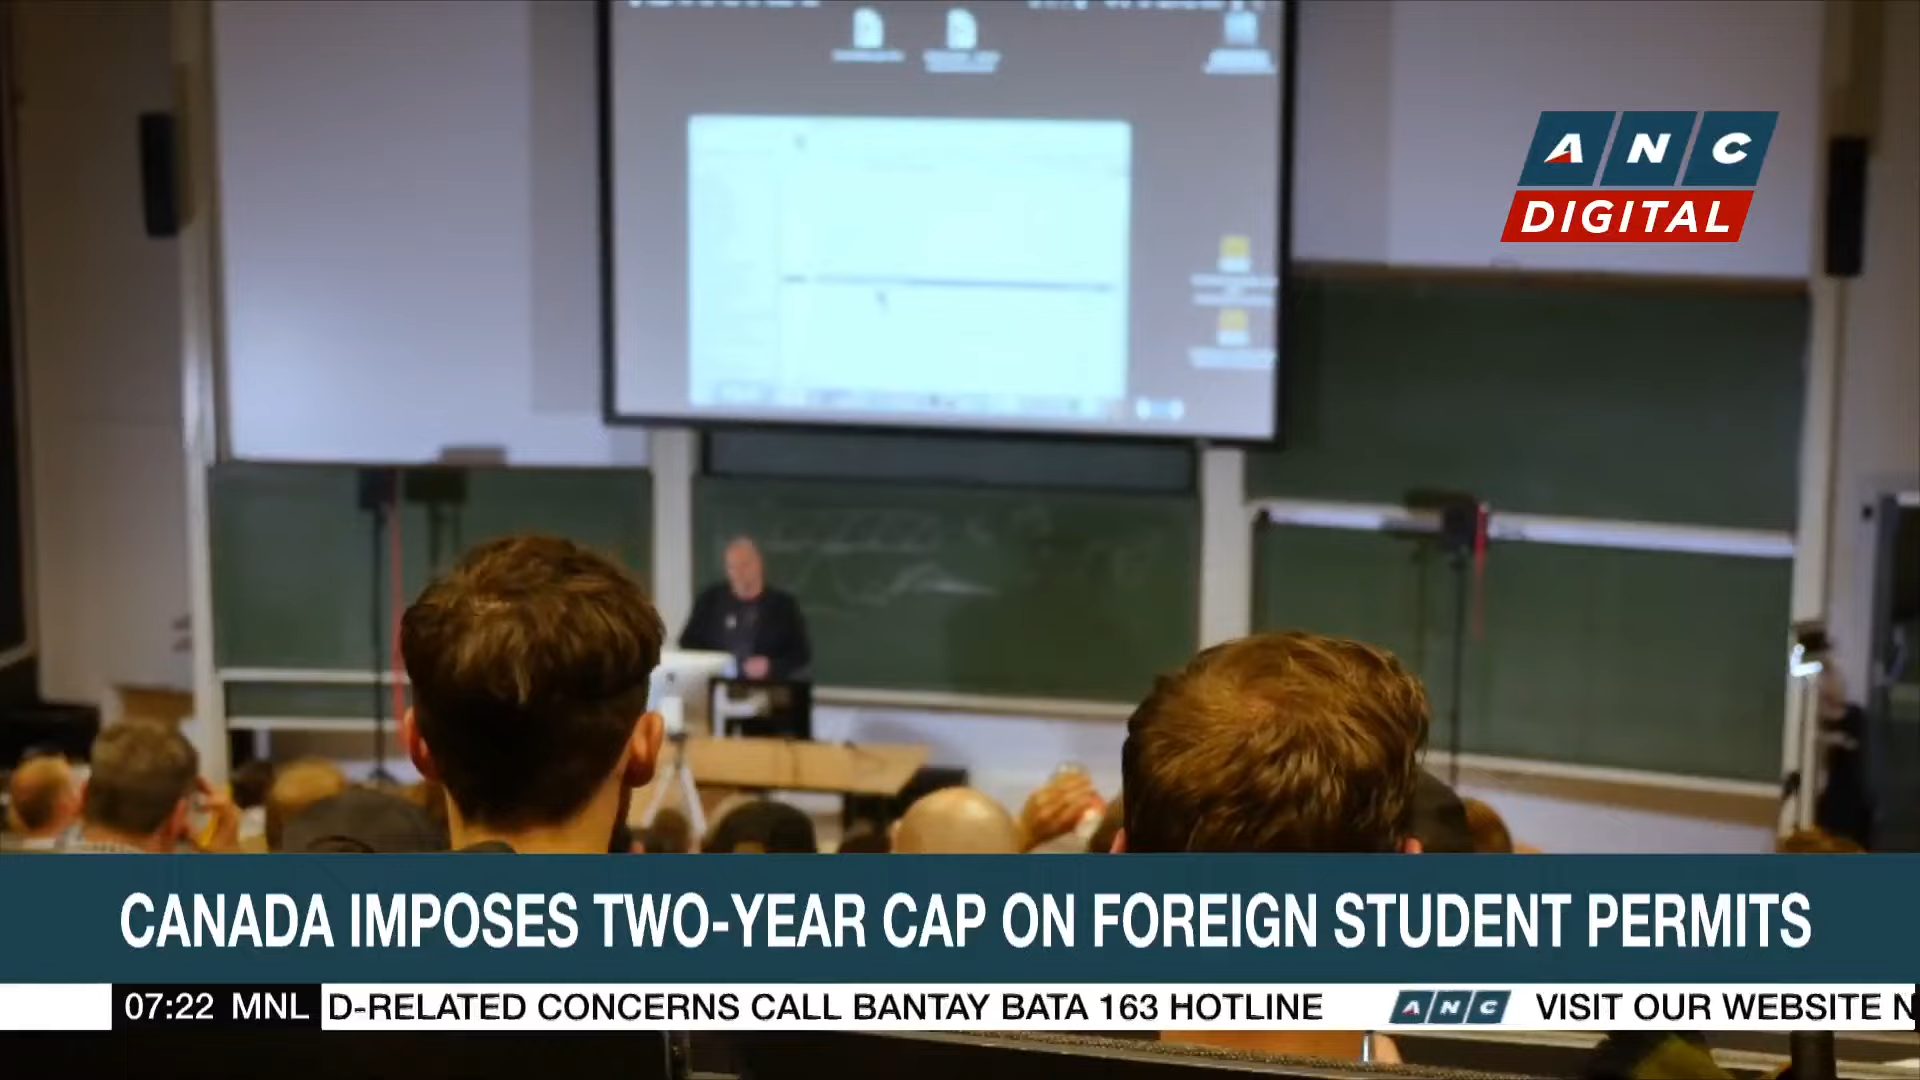 ANC
DIGITAL
CANADA IMPOSES TWO-YEAR CAP ON FOREIGN STUDENT PERMITS
07:22 MNL D-RELATED CONCERNS CALL BANTAY BATA 163 HOTLINE ANC VISIT OUR WEBSITE N